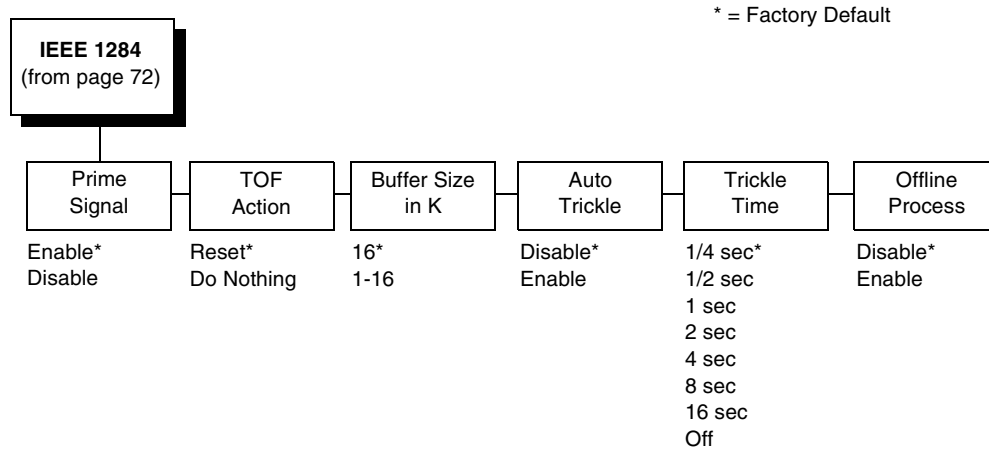 * = Factory Default
IEEE 1284
(from page 72)
Prime
Signal
Enable*
Disable
TOF
Action
Reset*
Do Nothing
Buffer Size
in K
16*
1-16
Auto
Trickle
Disable*
Enable
Trickle
Time
1/4 sec*
1/2 sec
1 sec
2 sec
4 sec
8 sec
16 sec
Off
Offline
Process
Disable*
Enable